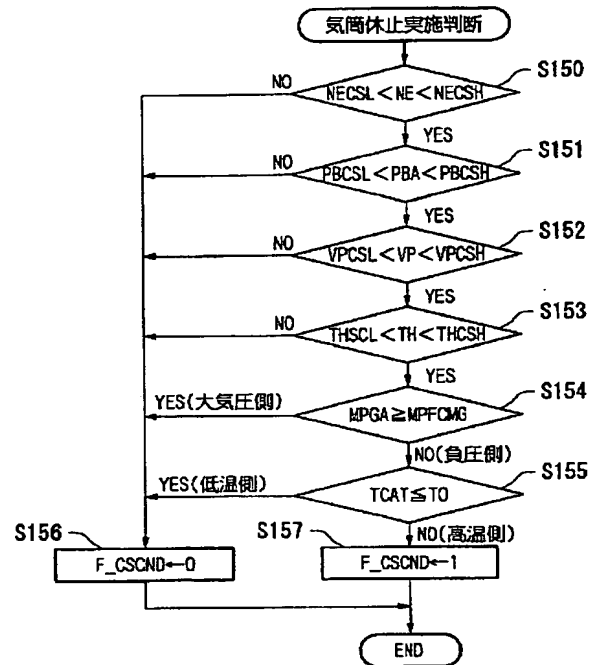 気筒休止実施判断
S150
NO
NECSL<NE<NECSH
YES
S151
NO
PBCSL<PBA<PBCSH
YES
S152
NO
VPCSL<VP<VPCSH
YES
S153
NO
THSCL<TH<THCSH
YES
S154
YES(大気圧側)
MPGA≧MPFCMG
NO(負圧側)
S155
YES(低温側)
TCAT≦TO
NO(高温側)
S156
S157
F_CSCND←0
F_CSCND←1
END